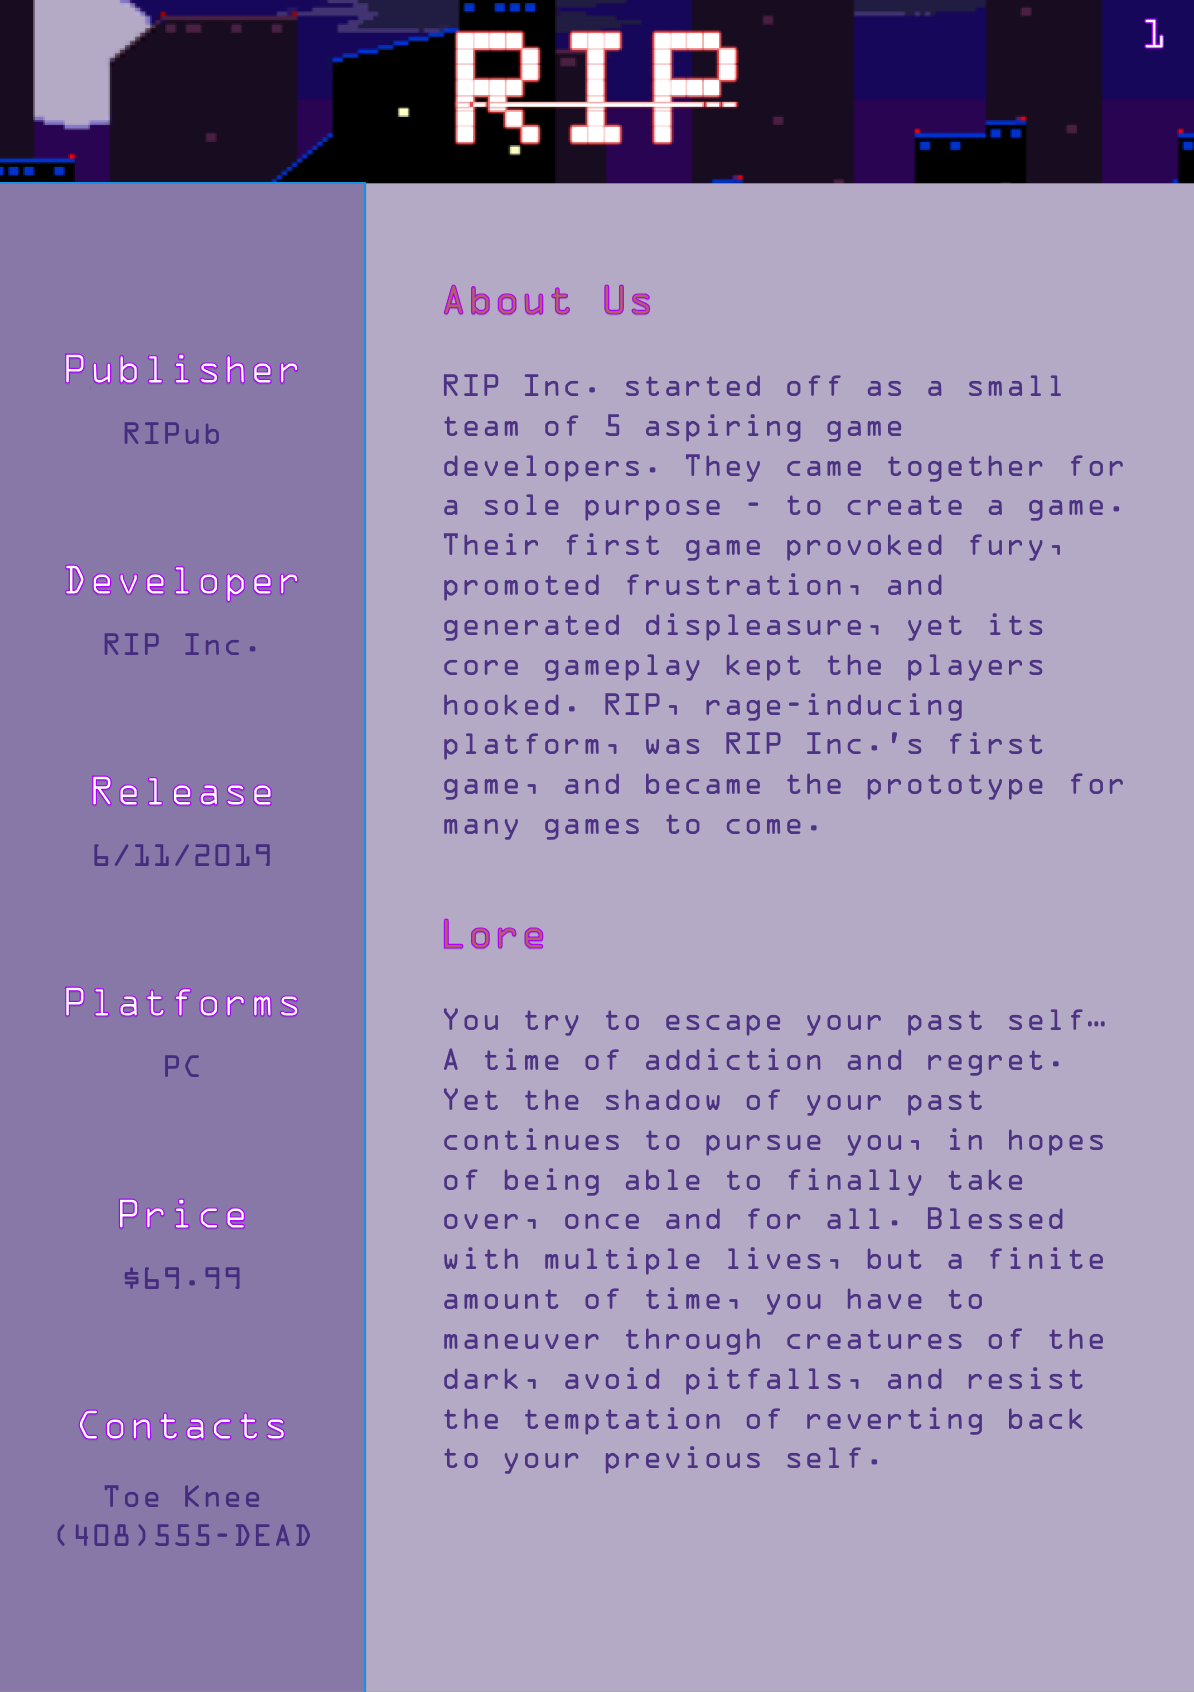 RIP
1
Publisher
RIPub
Developer
RIP Inc.
Release
6/11/2019
Platforms
PC
Price
$69.99
Contacts
Toe Knee
(408)555-DEAD
About Us
RIP Inc. started off as a small
team of 5 aspiring game
developers. They came together for
a sole purpose - to create a game.
Their first game provoked fury,
promoted frustration, and
generated displeasure, yet its
core gameplay kept the players
hooked. RIP, rage-inducing
platform, was RIP Inc.'s first
game, and became the prototype for
many games to come.
Lore
You try to escape your past self…
A time of addiction and regret.
Yet the shadow of your past
continues to pursue you, in hopes
of being able to finally take
over, once and for all. Blessed
with multiple lives, but a finite
amount of time, you have to
maneuver through creatures of the
dark, avoid pitfalls, and resist
the temptation of reverting back
to your previous self.